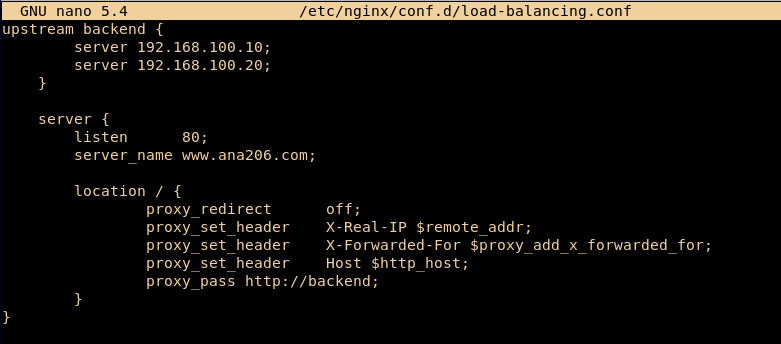 GNU nano 5.4 /etc/nginx/conf.d/load-balancing.conf
upstream backend {
        server 192.168.100.10;
        server 192.168.100.20;
    }

    server {
        listen      80;
        server_name www.ana206.com;

        location / {
                proxy_redirect      off;
                proxy_set_header    X-Real-IP $remote_addr;
                proxy_set_header    X-Forwarded-For $proxy_add_x_forwarded_for;
                proxy_set_header    Host $http_host;
                proxy_pass http://backend;
        }
}